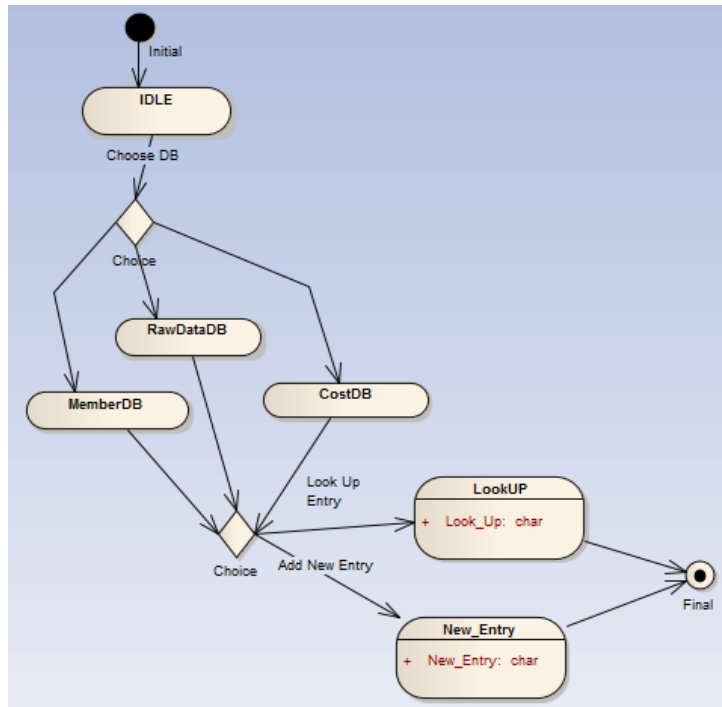 Initial
IDLE
Choose DB
Choice
RawDataDB
MemberDB
CostDB
Look Up
Entry
LookUP
+ Look_Up: char
Choice
Add New Entry
Final
New_Entry
+ New_Entry: char